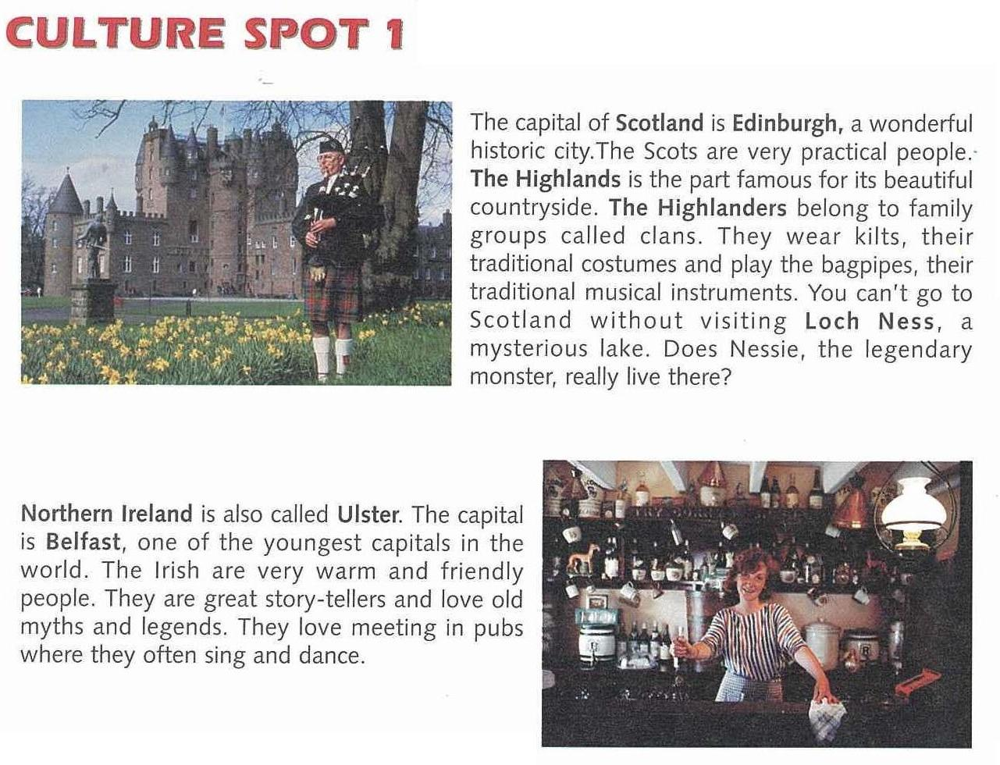 CULTURE SPOT 1
The capital of Scotland is Edinburgh, a wonderful
historic city.The Scots are very practical people.
The Highlands is the part famous for its beautiful
countryside. The Highlanders belong to family
groups called clans. They wear kilts, their
traditional costumes and play the bagpipes, their
traditional musical instruments. You can't go to
Scotland without visiting Loch Ness, a
mysterious lake. Does Nessie, the legendary
monster, really live there?
Northern Ireland is also called Ulster. The capital
is Belfast, one of the youngest capitals in the
world. The Irish are very warm and friendly
people. They are great story-tellers and love old
myths and legends. They love meeting in pubs
where they often sing and dance.